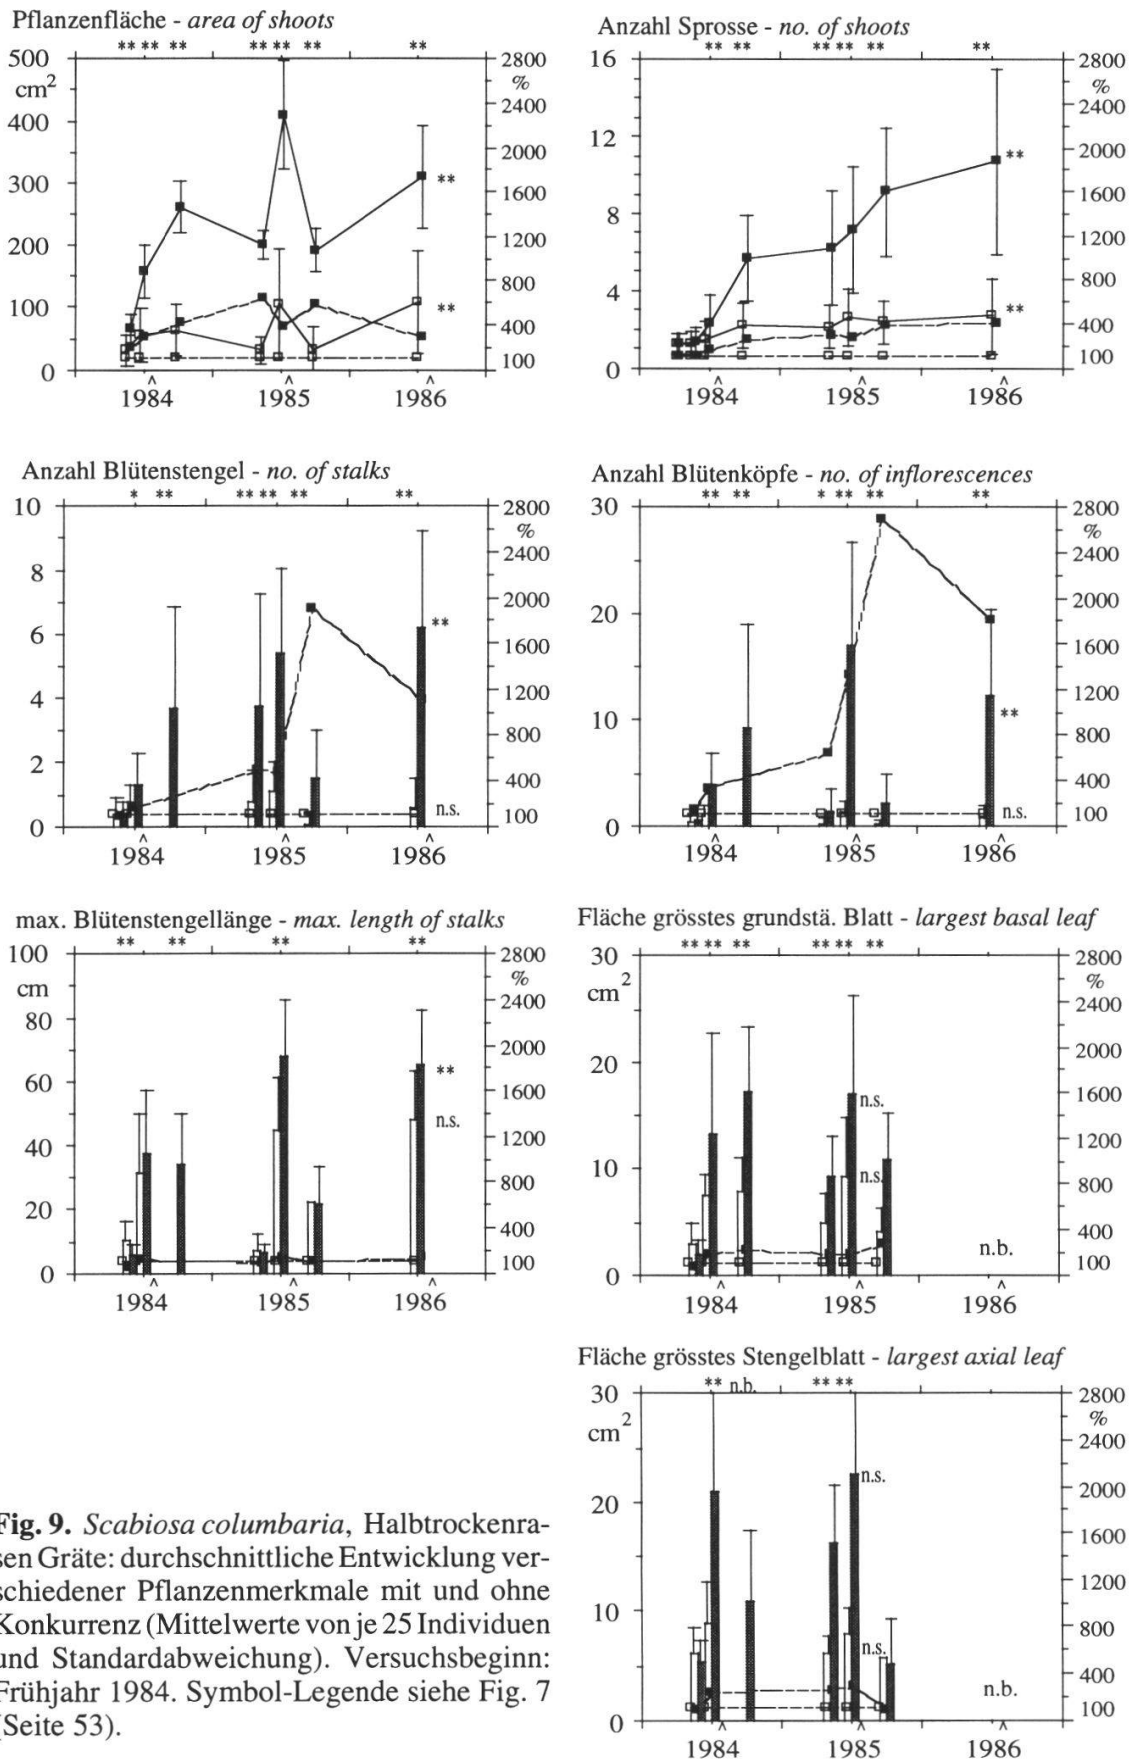 Pflanzenfläche - area of shoots
** ** ** ** ** ** **
500
cm²
400
300
200
100
0
2800
%
2400
2000
1600
1200
800
400
100
**
**
1984 1985 1986
Anzahl Sprosse - no. of shoots
** ** ** ** ** **
16
12
8
4
0
2800
%
2400
2000
1600
1200
800
400
100
**
**
1984 1985 1986
Anzahl Blütenstengel - no. of stalks
* ** ** ** ** **
10
8
6
4
2
0
2800
%
2400
2000
1600
1200
800
400
100
**
n.s.
1984 1985 1986
Anzahl Blütenköpfe - no. of inflorescences
** ** * ** ** **
30
20
10
0
2800
%
2400
2000
1600
1200
800
400
100
**
n.s.
1984 1985 1986
max. Blütenstengellänge - max. length of stalks
** ** ** **
100
cm
80
60
40
20
0
2800
%
2400
2000
1600
1200
800
400
100
**
n.s.
1984 1985 1986
Fläche grösstes grundstä. Blatt - largest basal leaf
** ** ** ** ** **
30
cm²
20
10
0
2800
%
2400
2000
1600
1200
800
400
100
n.s.
n.s.
n.b.
1984 1985 1986
Fläche grösstes Stengelblatt - largest axial leaf
** n.b. ** **
30
cm²
20
10
0
2800
%
2400
2000
1600
1200
800
400
100
n.s.
n.s.
n.b.
1984 1985 1986
Fig. 9. Scabiosa columbaria, Halbtrockenra-
sen Gräte: durchschnittliche Entwicklung ver-
schiedener Pflanzenmerkmale mit und ohne
Konkurrenz (Mittelwerte von je 25 Individuen
und Standardabweichung). Versuchsbeginn:
Frühjahr 1984. Symbol-Legende siehe Fig. 7
(Seite 53).